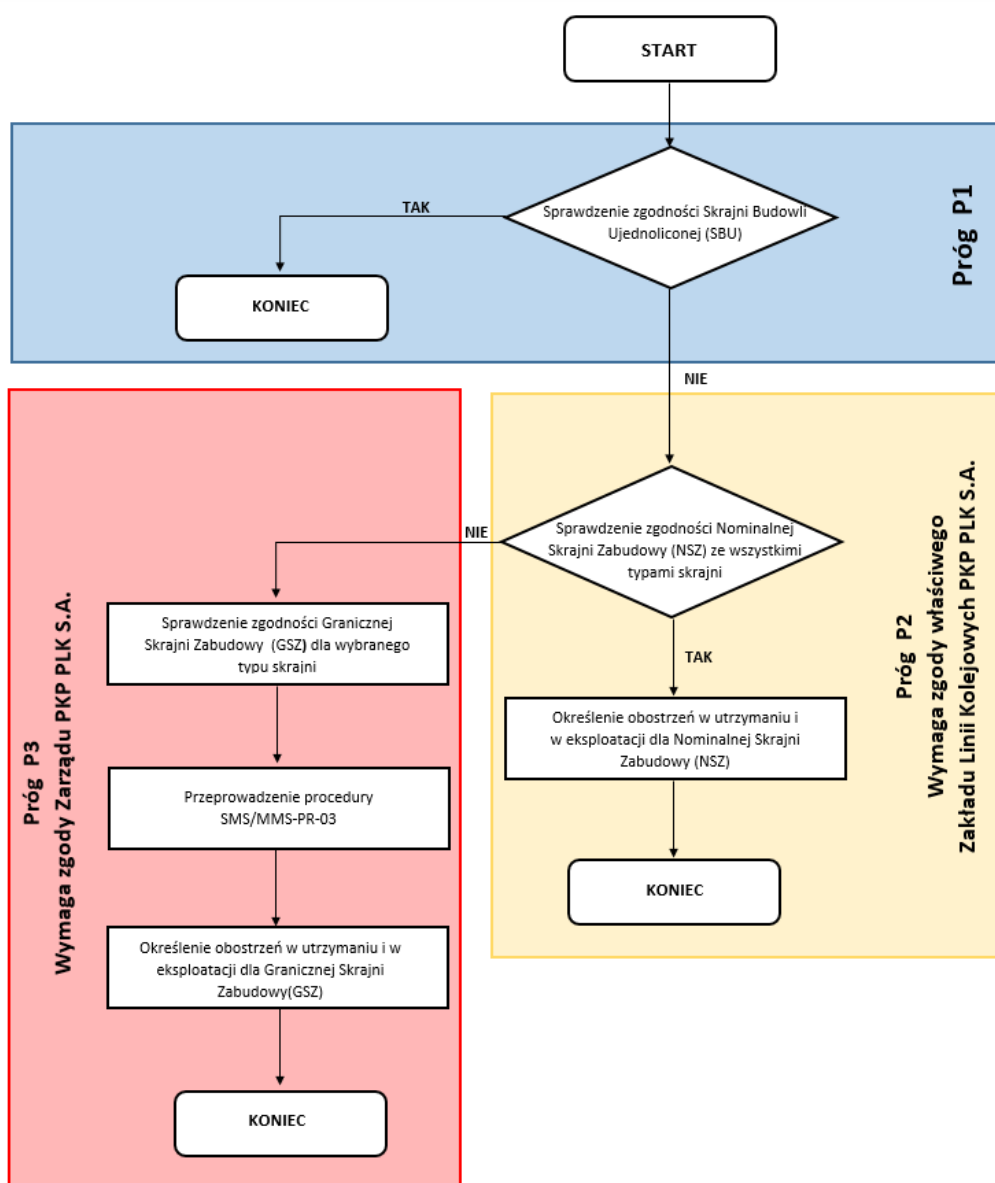 START
Sprawdzenie zgodności Skrajni Budowli
Ujednoliconej (SBU)
TAK
KONIEC
Próg P1
NIE
Sprawdzenie zgodności Nominalnej
Skrajni Zabudowy (NSZ) ze wszystkimi
typami skrajni
NIE
TAK
Określenie obostrzeń w utrzymaniu i
w eksploatacji dla Nominalnej Skrajni
Zabudowy (NSZ)
KONIEC
Próg P2
Wymaga zgody właściwego
Zakładu Linii Kolejowych PKP PLK S.A.
Sprawdzenie zgodności Granicznej
Skrajni Zabudowy (GSZ) dla wybranego
typu skrajni
Przeprowadzenie procedury
SMS/MMS-PR-03
Określenie obostrzeń w utrzymaniu i w
eksploatacji dla Granicznej Skrajni
Zabudowy(GSZ)
KONIEC
Próg P3
Wymaga zgody Zarządu PKP PLK S.A.